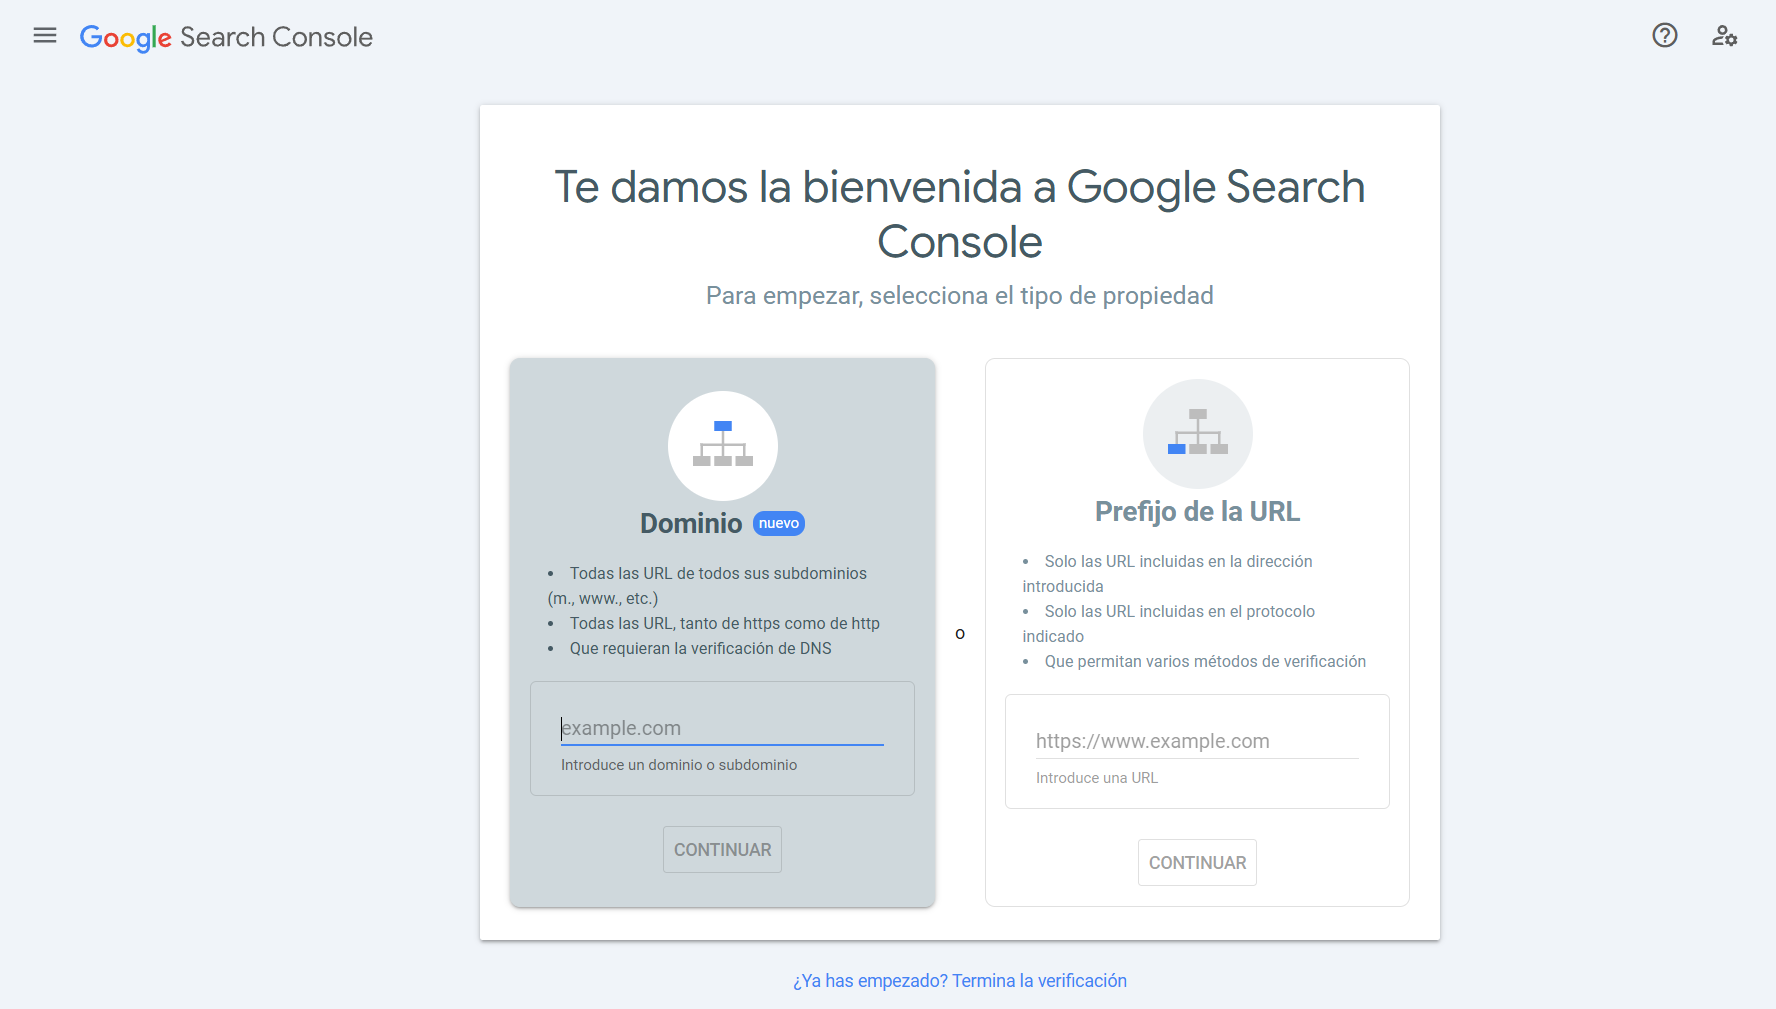 Google Search Console
Te damos la bienvenida a Google Search
Console
Para empezar, selecciona el tipo de propiedad
Dominio nuevo
• Todas las URL de todos sus subdominios
(m., www., etc.)
• Todas las URL, tanto de https como de http
• Que requieran la verificación de DNS
example.com
Introduce un dominio o subdominio
CONTINUAR
o
Prefijo de la URL
• Solo las URL incluidas en la dirección
introducida
• Solo las URL incluidas en el protocolo
indicado
• Que permitan varios métodos de verificación
https://www.example.com
Introduce una URL
CONTINUAR
¿Ya has empezado? Termina la verificación